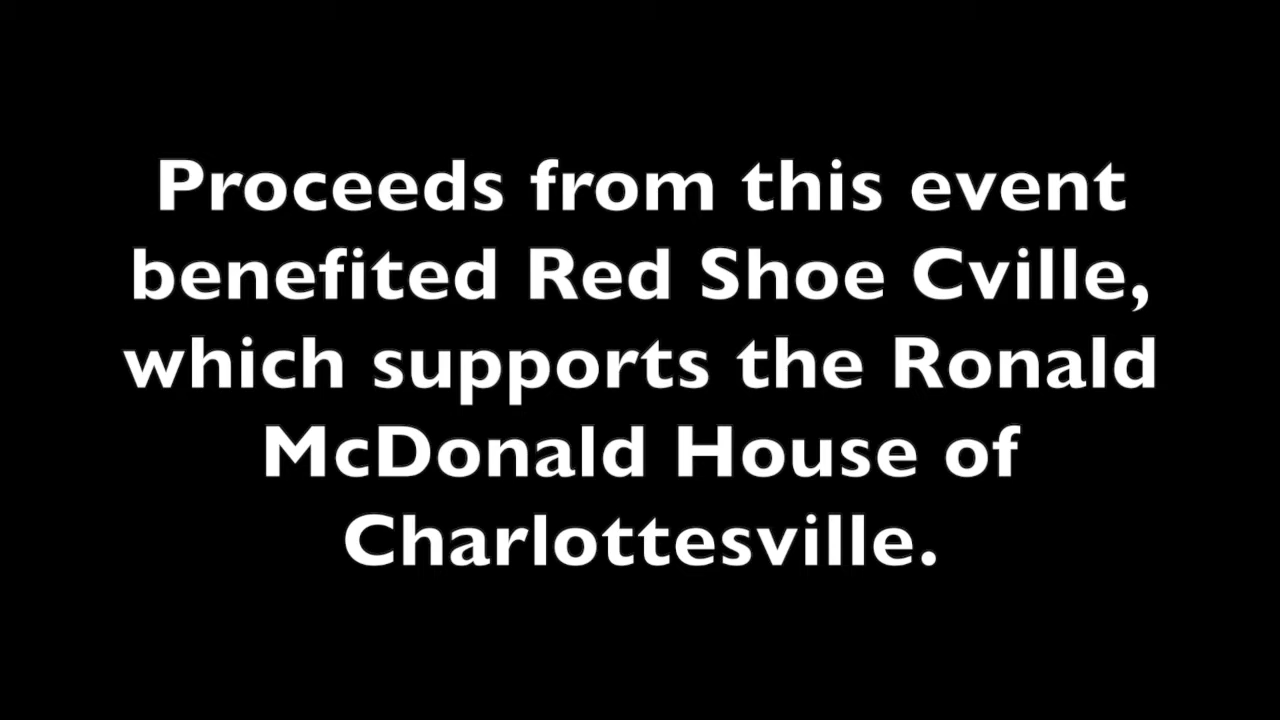 Proceeds from this event
benefited Red Shoe Cville,
which supports the Ronald
McDonald House of
Charlottesville.